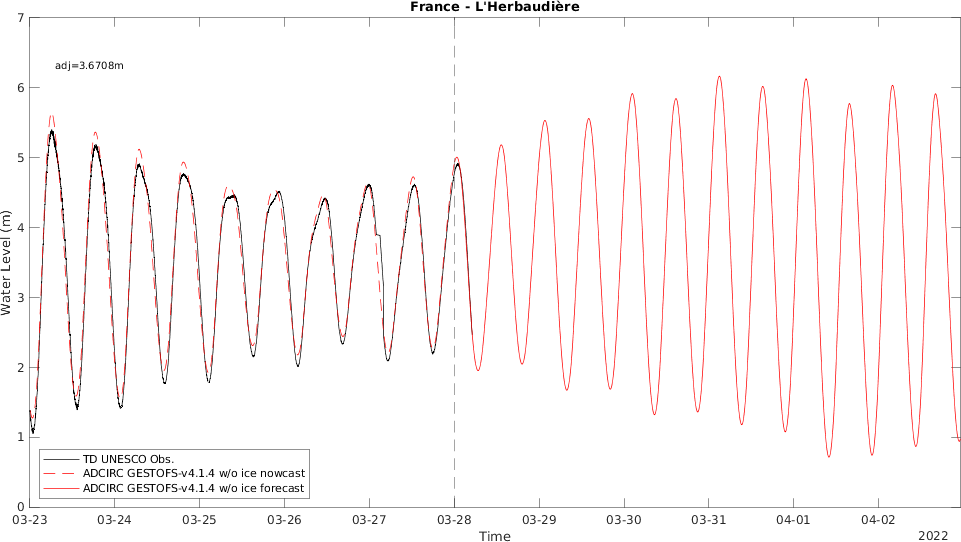 France - L'Herbaudière
7
adj=3.6708m
6
5
4
3
2
1
0
Water Level (m)
TD UNESCO Obs.
ADCIRC GESTOFS-v4.1.4 w/o ice nowcast
ADCIRC GESTOFS-v4.1.4 w/o ice forecast
03-23 03-24 03-25 03-26 03-27 03-28 03-29 03-30 03-31 04-01 04-02
Time
2022